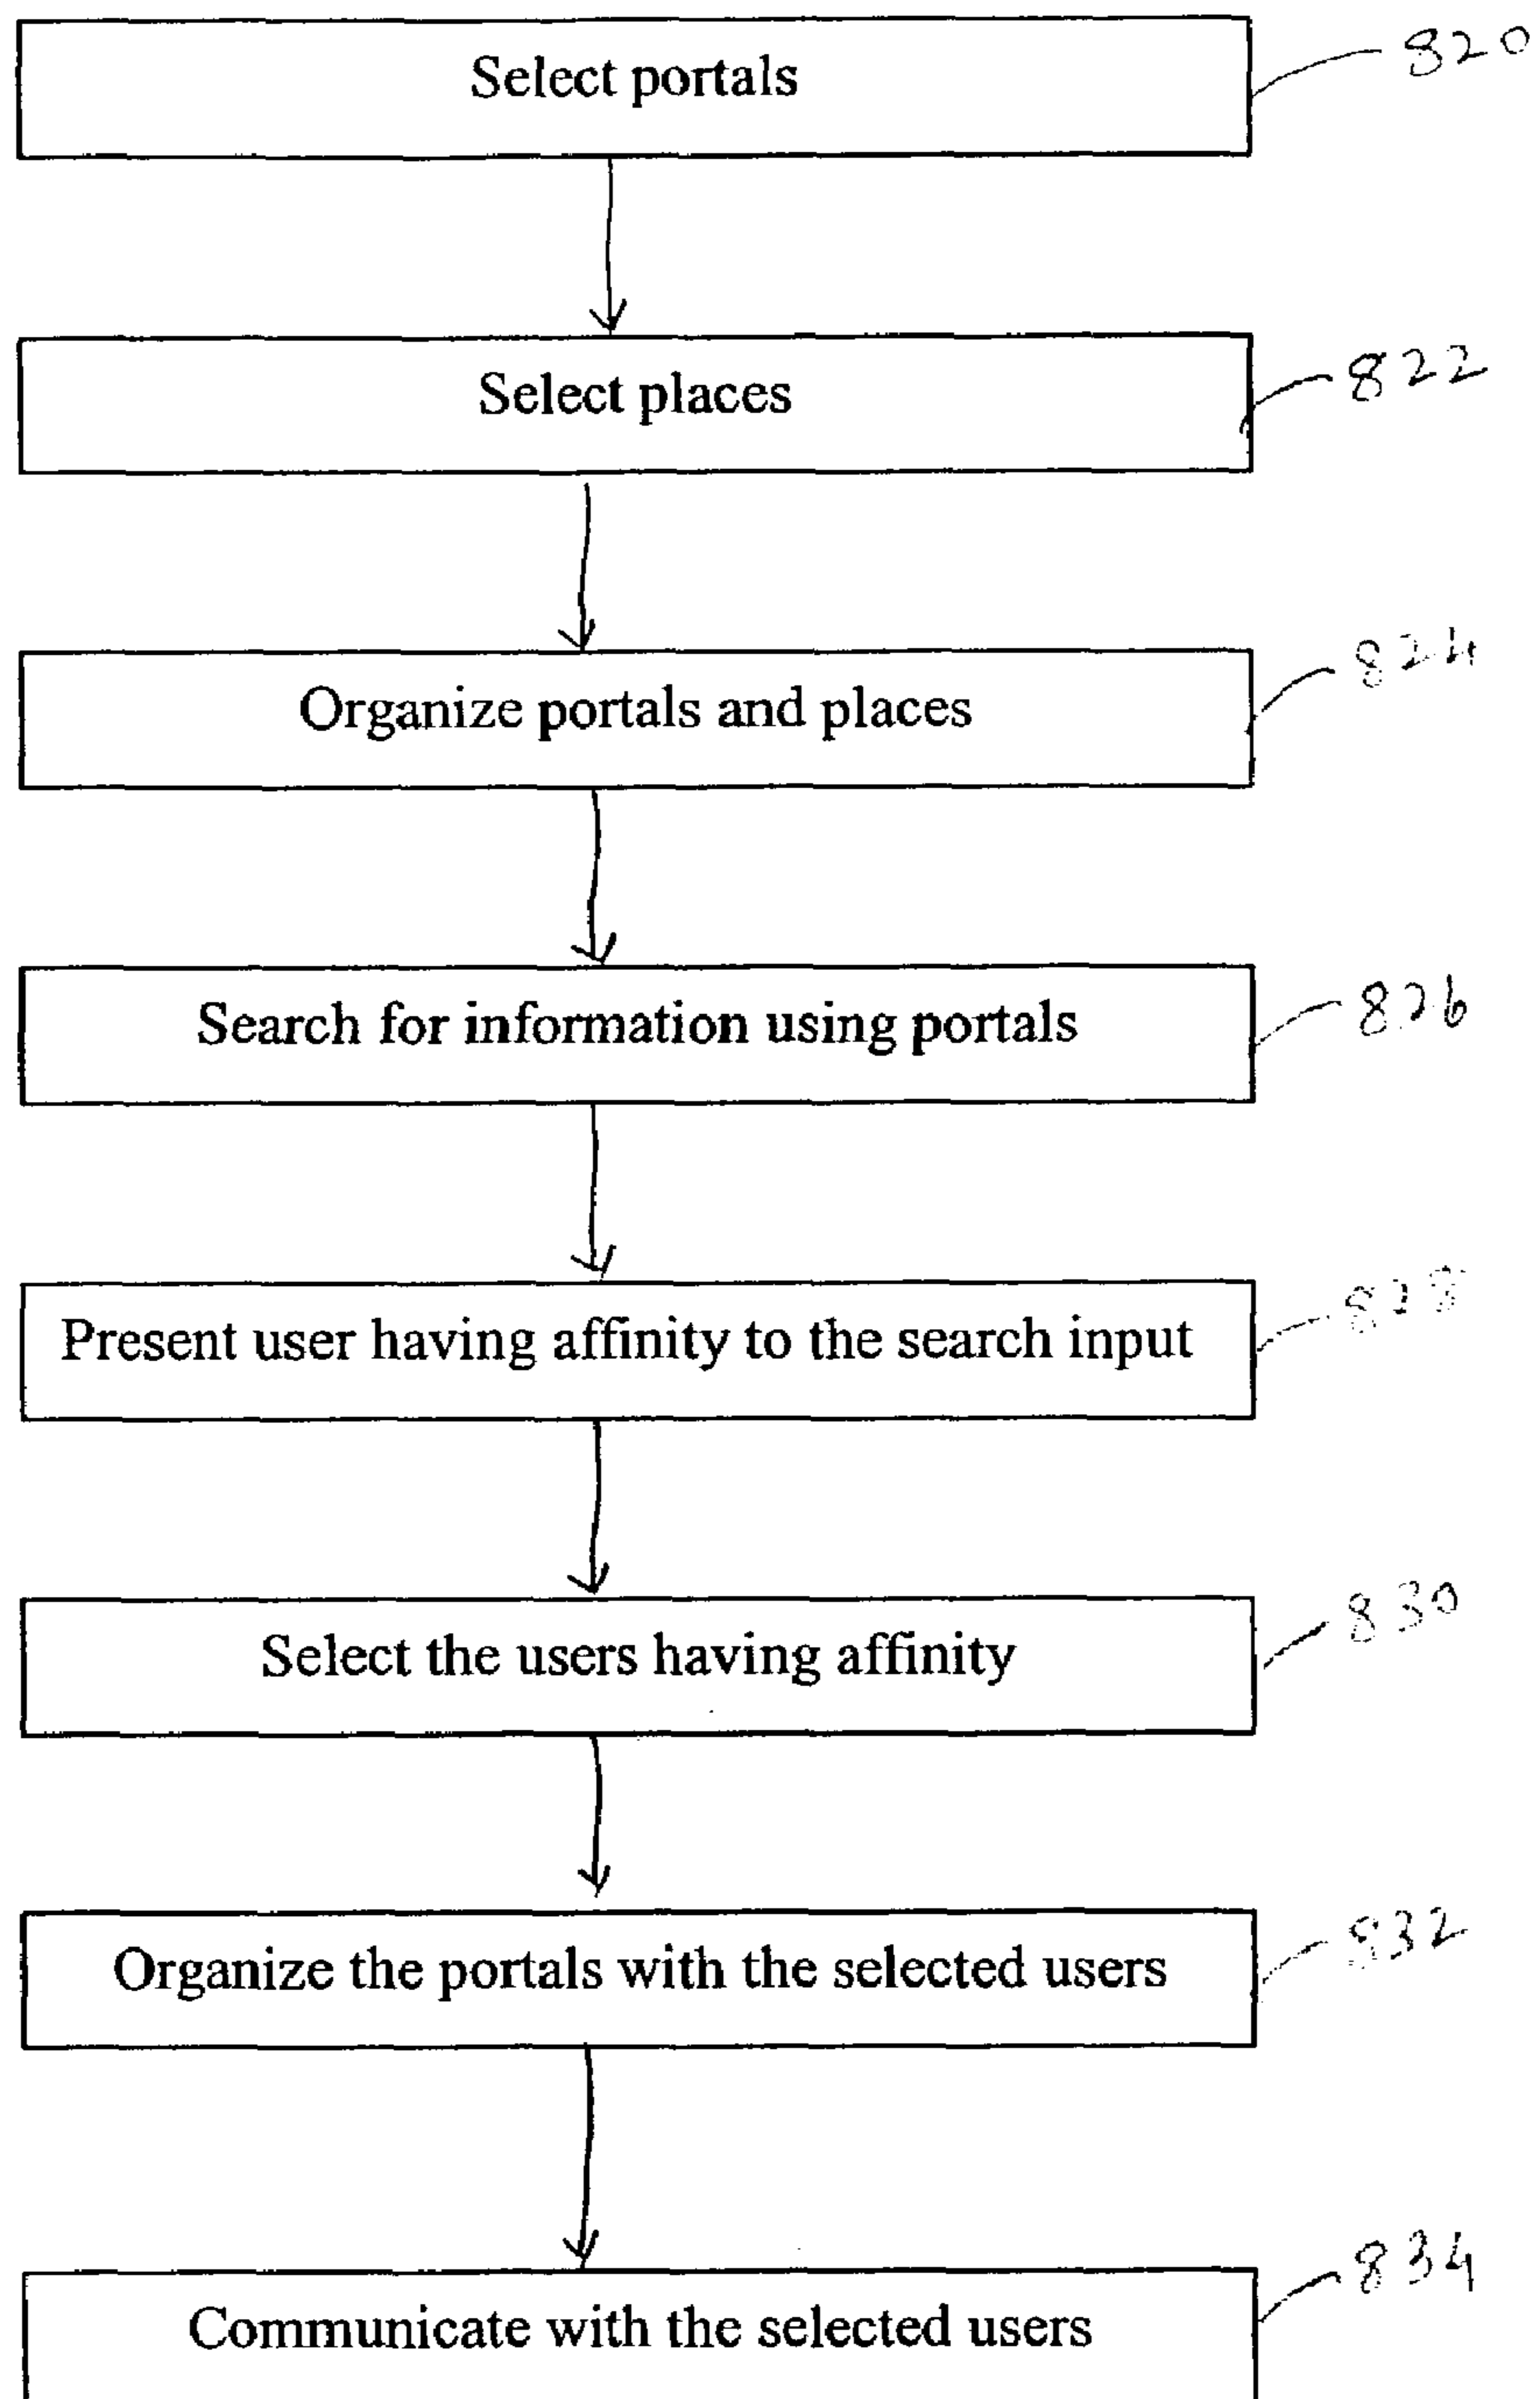 Select portals
820
Select places
822
Organize portals and places
824
Search for information using portals
826
Present user having affinity to the search input
828
Select the users having affinity
830
Organize the portals with the selected users
832
Communicate with the selected users
834